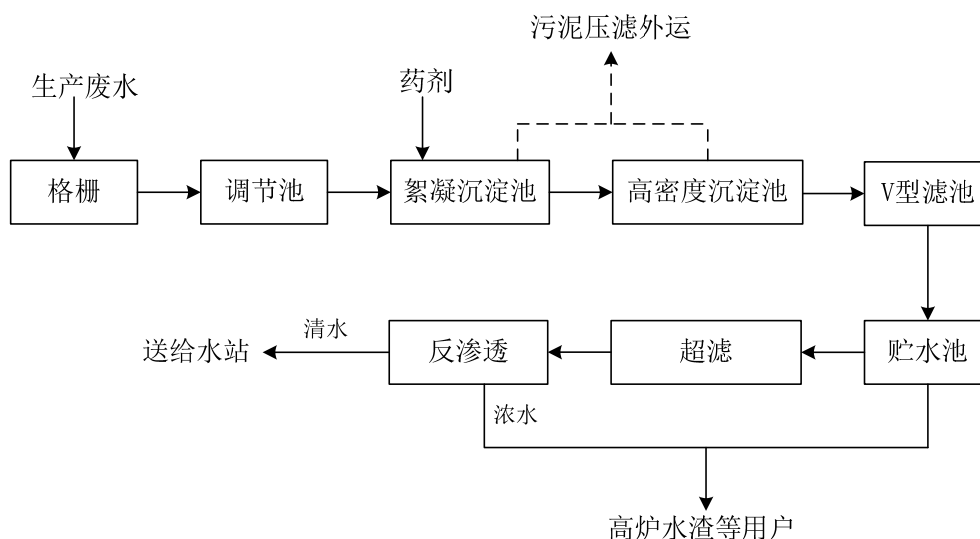 污泥压滤外运
生产废水
药剂
格栅
调节池
絮凝沉淀池
高密度沉淀池
V型滤池
送给水站
清水
反渗透
超滤
贮水池
浓水
高炉水渣等用户